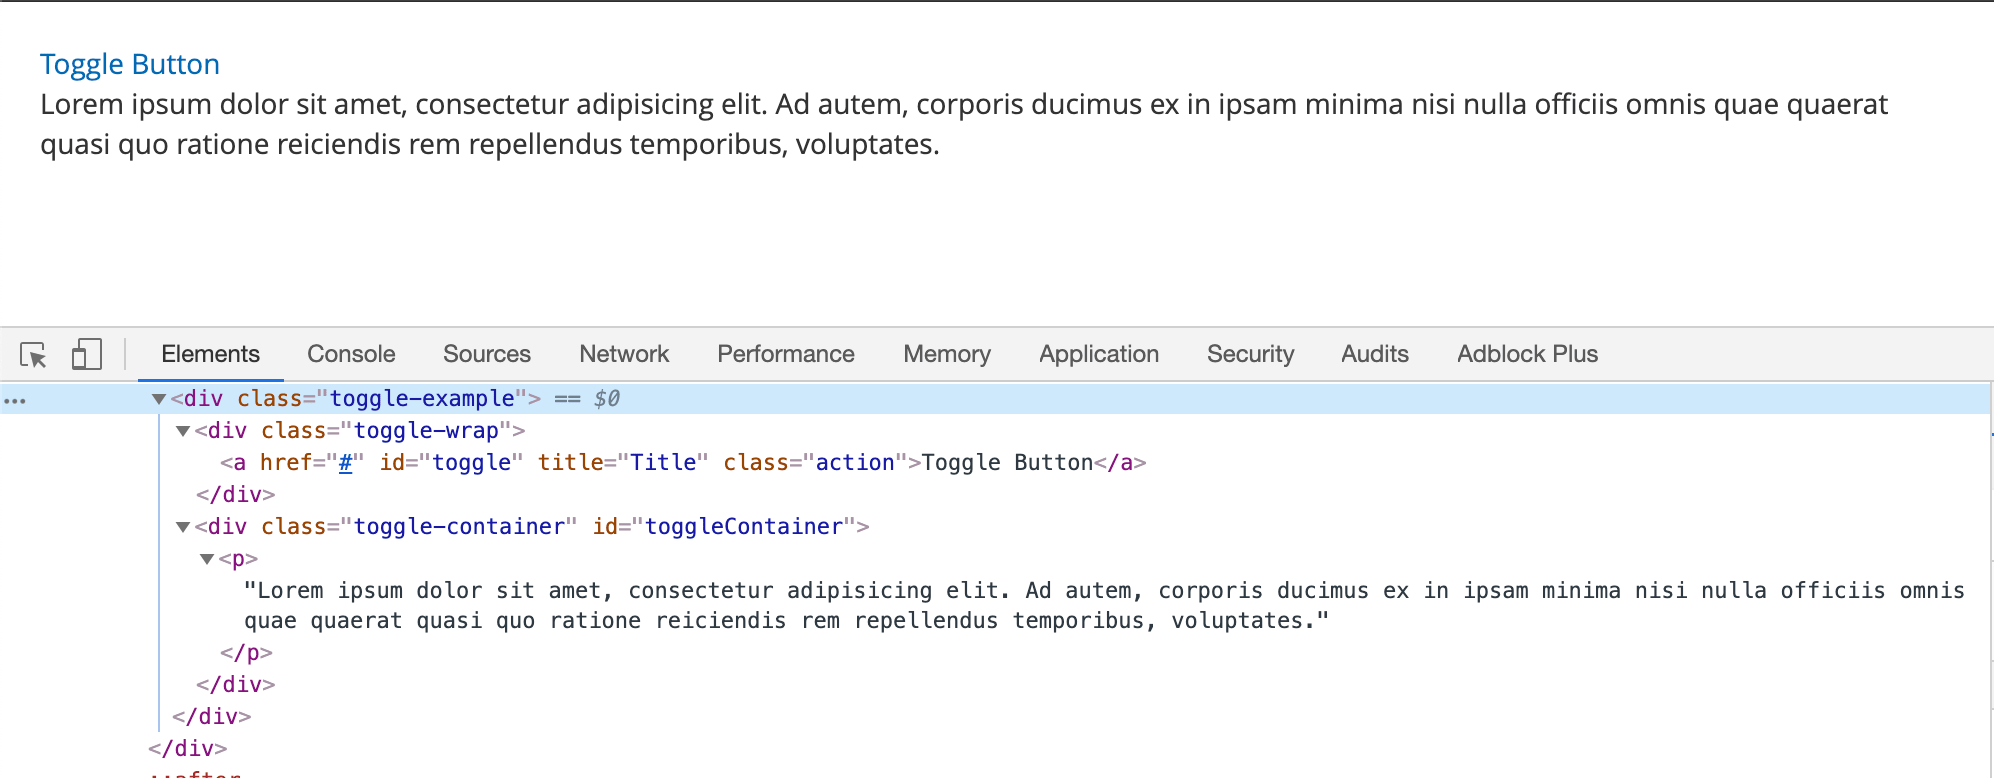 Toggle Button
Lorem ipsum dolor sit amet, consectetur adipisicing elit. Ad autem, corporis ducimus ex in ipsam minima nisi nulla officiis omnis quae quaerat
quasi quo ratione reiciendis rem repellendus temporibus, voluptates.
Elements Console Sources Network Performance Memory Application Security Audits Adblock Plus
<div class="toggle-example"> == $0
<div class="toggle-wrap">
<a href="#" id="toggle" title="Title" class="action">Toggle Button</a>
</div>
<div class="toggle-container" id="toggleContainer">
<p>
"Lorem ipsum dolor sit amet, consectetur adipisicing elit. Ad autem, corporis ducimus ex in ipsam minima nisi nulla officiis omnis
quae quaerat quasi quo ratione reiciendis rem repellendus temporibus, voluptates."
</p>
</div>
</div>
</div>
::after